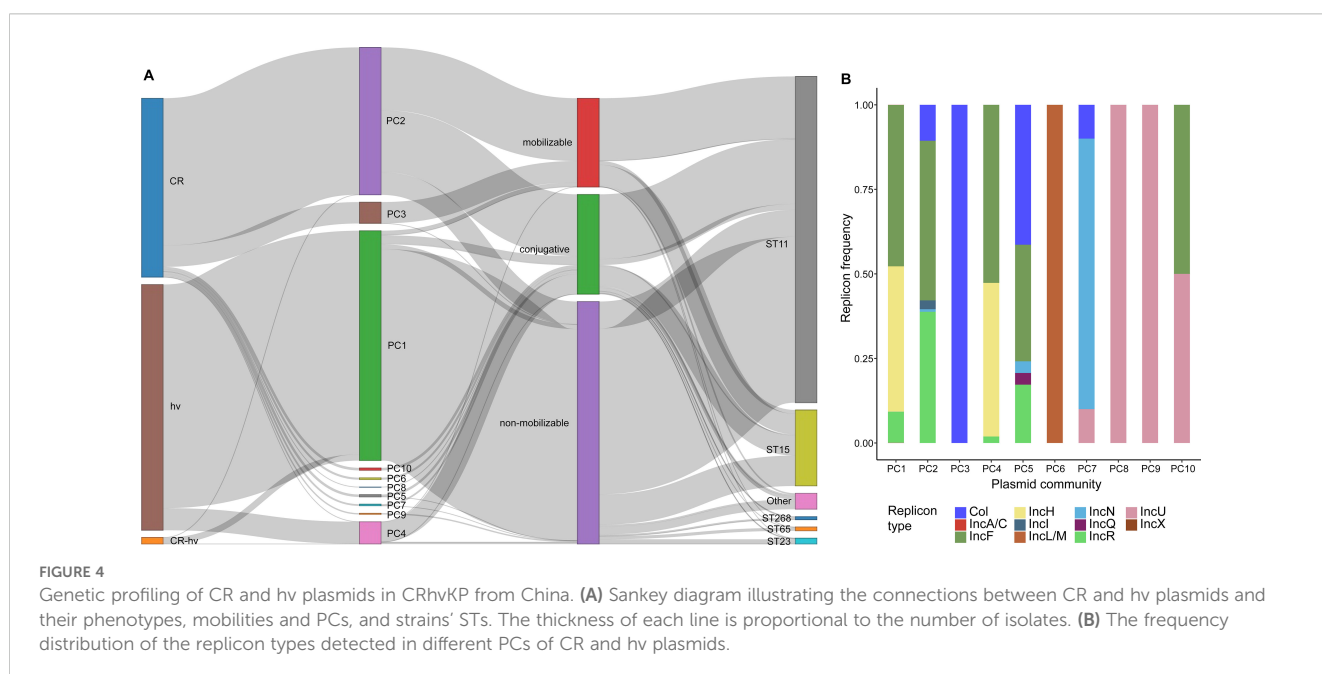 A
CR
hv
CR-hv
PC2
PC3
PC1
PC10
PC6
PC8
PC5
PC7
PC9
PC4
mobilizable
conjugative
non-mobilizable
ST11
ST15
Other
ST268
ST65
ST23
B
Replicon frequency
1.00
0.75
0.50
0.25
0.00
PC1 PC2 PC3 PC4 PC5 PC6 PC7 PC8 PC9 PC10
Plasmid community
Replicon type
Col IncH IncN IncU
IncA/C IncI IncQ IncX
IncF IncL/M IncR
FIGURE 4
Genetic profiling of CR and hv plasmids in CRhvKP from China. (A) Sankey diagram illustrating the connections between CR and hv plasmids and
their phenotypes, mobilities and PCs, and strains’ STs. The thickness of each line is proportional to the number of isolates. (B) The frequency
distribution of the replicon types detected in different PCs of CR and hv plasmids.